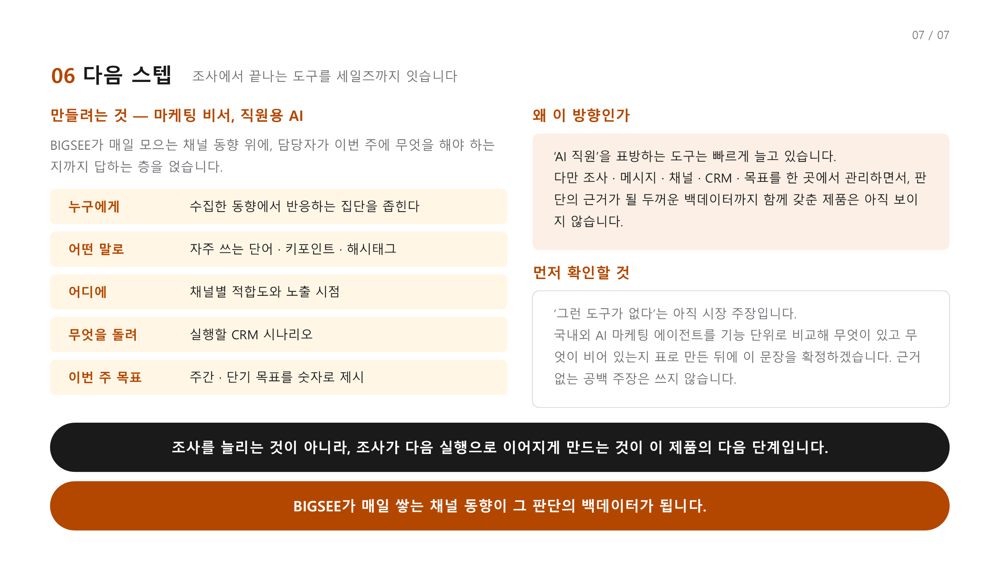 07 / 07
06 다음 스텝 조사에서 끝나는 도구를 세일즈까지 잇습니다
만들려는 것 — 마케팅 비서, 직원용 AI
BIGSEE가 매일 모으는 채널 동향 위에, 담당자가 이번 주에 무엇을 해야 하는
지까지 답하는 층을 얹습니다.
누구에게 수집한 동향에서 반응하는 집단을 좁힌다
어떤 말로 자주 쓰는 단어 · 키포인트 · 해시태그
어디에 채널별 적합도와 노출 시점
무엇을 돌려 실행할 CRM 시나리오
이번 주 목표 주간 · 단기 목표를 숫자로 제시
왜 이 방향인가
‘AI 직원’을 표방하는 도구는 빠르게 늘고 있습니다.
다만 조사 · 메시지 · 채널 · CRM · 목표를 한 곳에서 관리하면서, 판
단의 근거가 될 두꺼운 백데이터까지 함께 갖춘 제품은 아직 보이
지 않습니다.
먼저 확인할 것
‘그런 도구가 없다’는 아직 시장 주장입니다.
국내외 AI 마케팅 에이전트를 기능 단위로 비교해 무엇이 있고 무
엇이 비어 있는지 표로 만든 뒤에 이 문장을 확정하겠습니다. 근거
없는 공백 주장은 쓰지 않습니다.
조사를 늘리는 것이 아니라, 조사가 다음 실행으로 이어지게 만드는 것이 이 제품의 다음 단계입니다.
BIGSEE가 매일 쌓는 채널 동향이 그 판단의 백데이터가 됩니다.